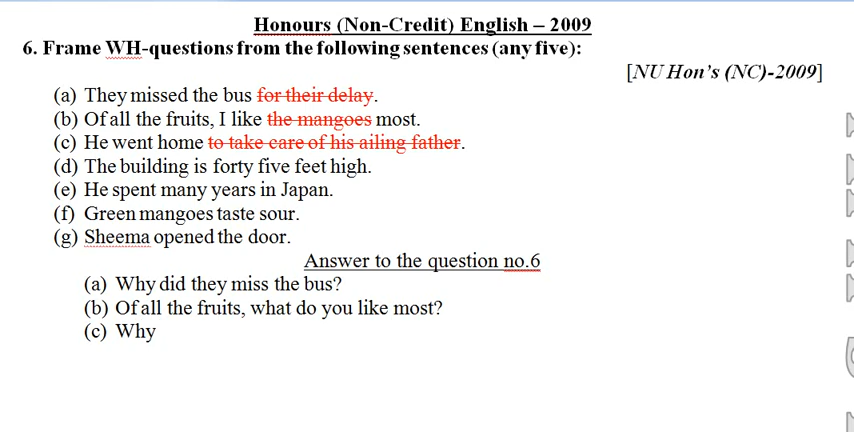 Honours (Non-Credit) English – 2009
6. Frame WH-questions from the following sentences (any five):
[NU Hon's (NC)-2009]
(a) They missed the bus for their delay.
(b) Of all the fruits, I like the mangoes most.
(c) He went home to take care of his ailing father.
(d) The building is forty five feet high.
(e) He spent many years in Japan.
(f) Green mangoes taste sour.
(g) Sheema opened the door.
Answer to the question no.6
(a) Why did they miss the bus?
(b) Of all the fruits, what do you like most?
(c) Why